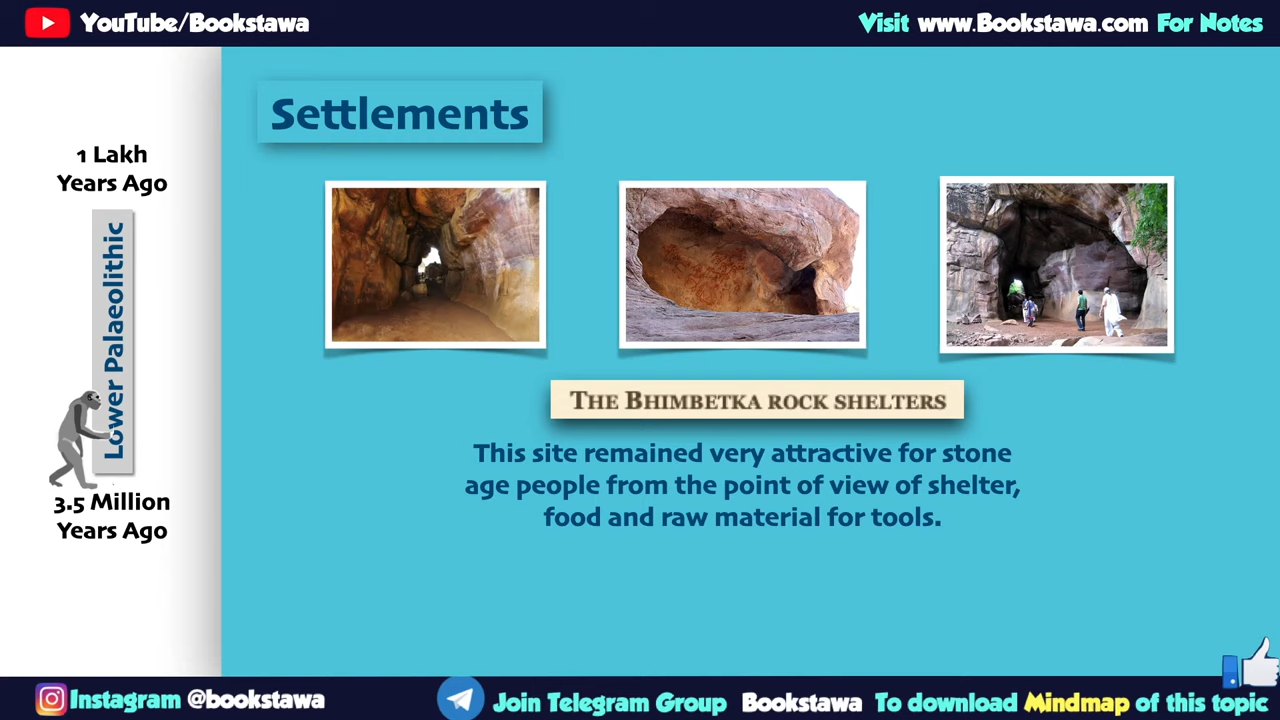 YouTube/Bookstawa
Visit www.Bookstawa.com For Notes
Settlements
1 Lakh
Years Ago
Lower Palaeolithic
3.5 Million
Years Ago
THE BHIMBETKA ROCK SHELTERS
This site remained very attractive for stone
age people from the point of view of shelter,
food and raw material for tools.
Instagram @bookstawa
Join Telegram Group Bookstawa To download Mindmap of this topic